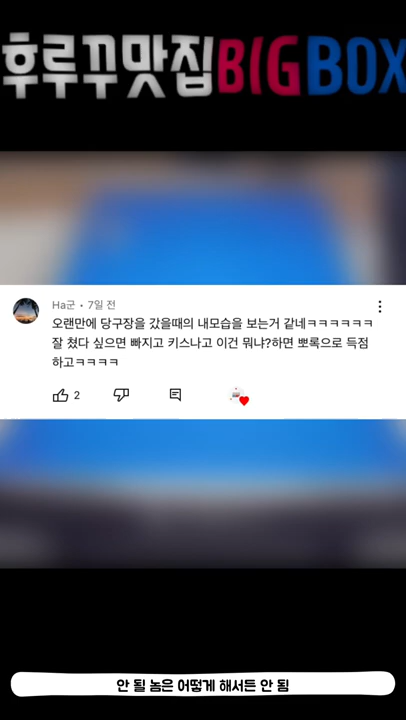 후루꾸맛집BIGBOX
Ha군 • 7일 전
오랜만에 당구장을 갔을때의 내모습을 보는거 같네ㅋㅋㅋㅋㅋㅋ
잘 쳤다 싶으면 빠지고 키스나고 이건 뭐냐?하면 뽀록으로 득점
하고ㅋㅋㅋㅋ
2
안 될 놈은 어떻게 해서든 안 됨